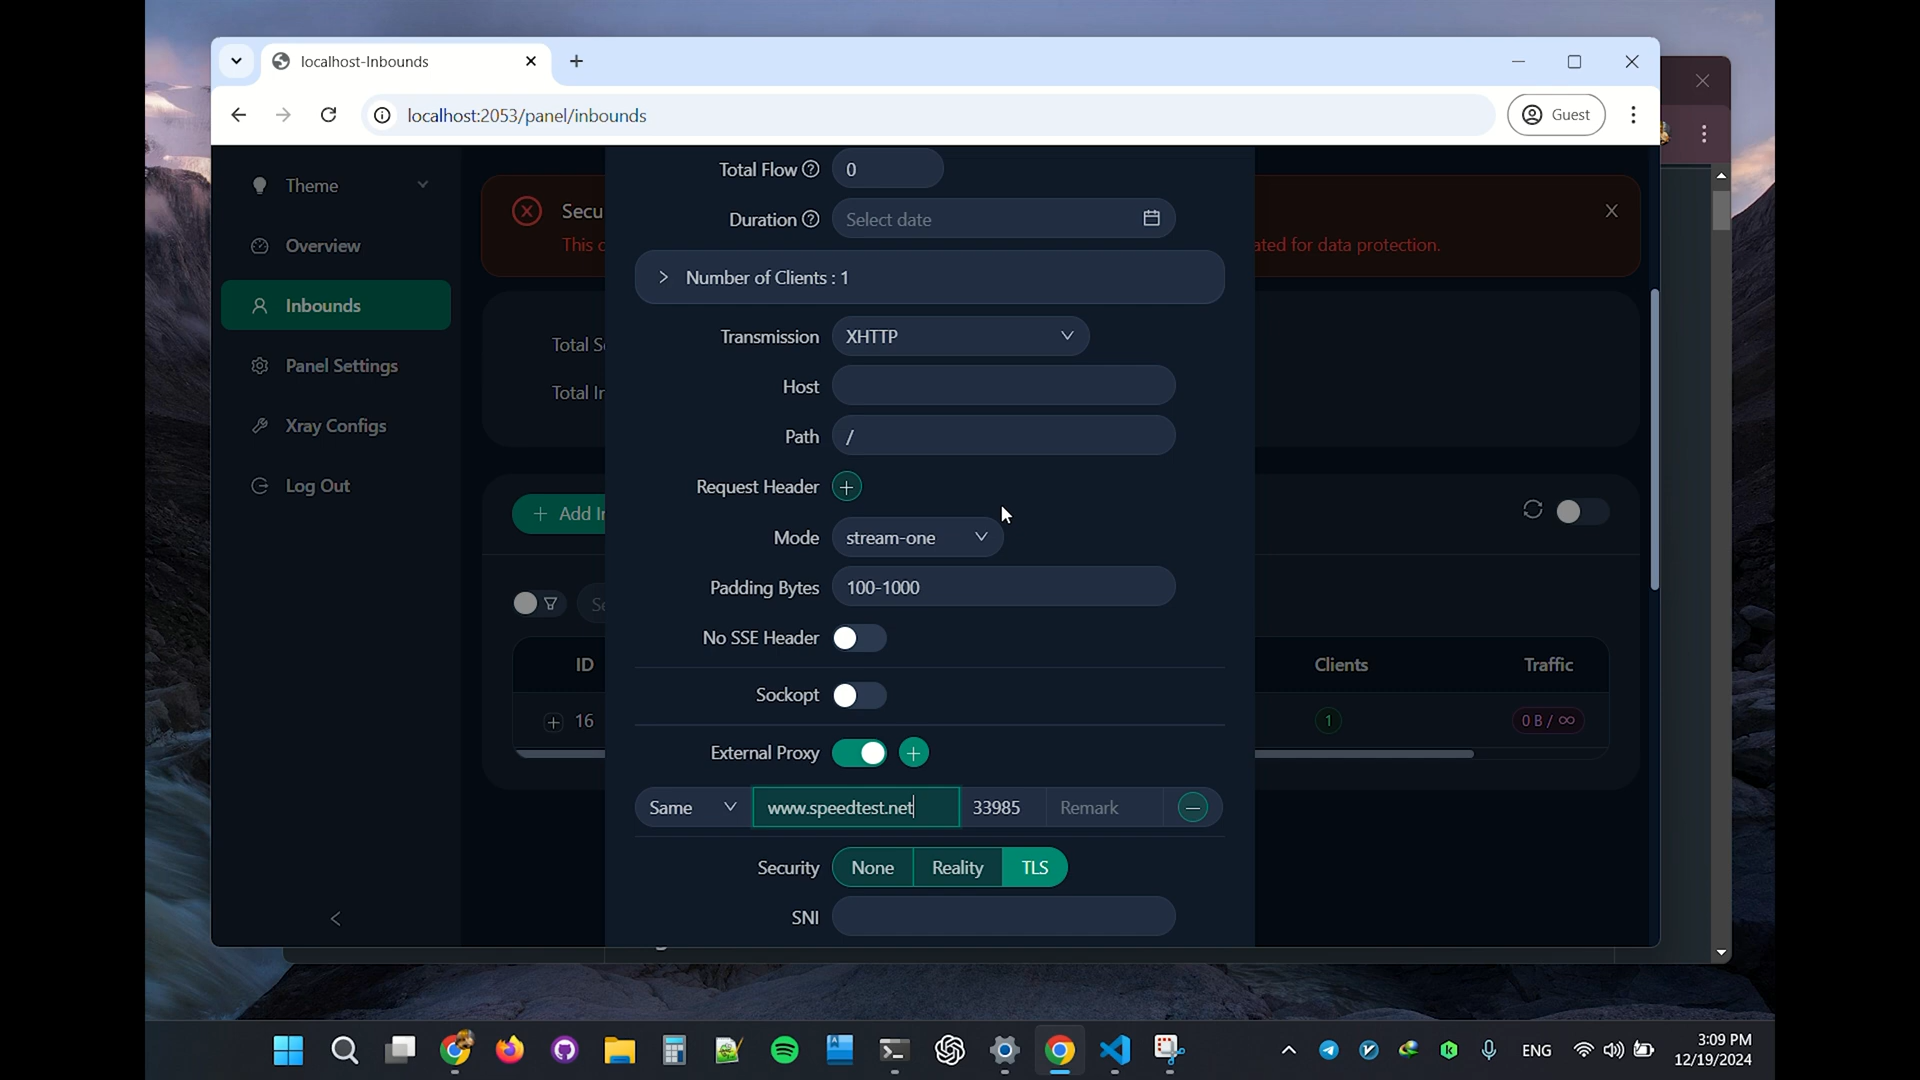 localhost-Inbounds
localhost:2053/panel/inbounds
Guest
Theme
Overview
Inbounds
Panel Settings
Xray Configs
Log Out
Secu
This c
ated for data protection.
Total S
Total Ir
Add Ir
Se
ID
Clients
Traffic
16
1
0 B / ∞
Total Flow
0
Duration
Select date
Number of Clients : 1
Transmission
XHTTP
Host
Path
/
Request Header
Mode
stream-one
Padding Bytes
100-1000
No SSE Header
Sockopt
External Proxy
Same
www.speedtest.net
33985
Remark
Security
None
Reality
TLS
SNI
ENG
3:09 PM
12/19/2024